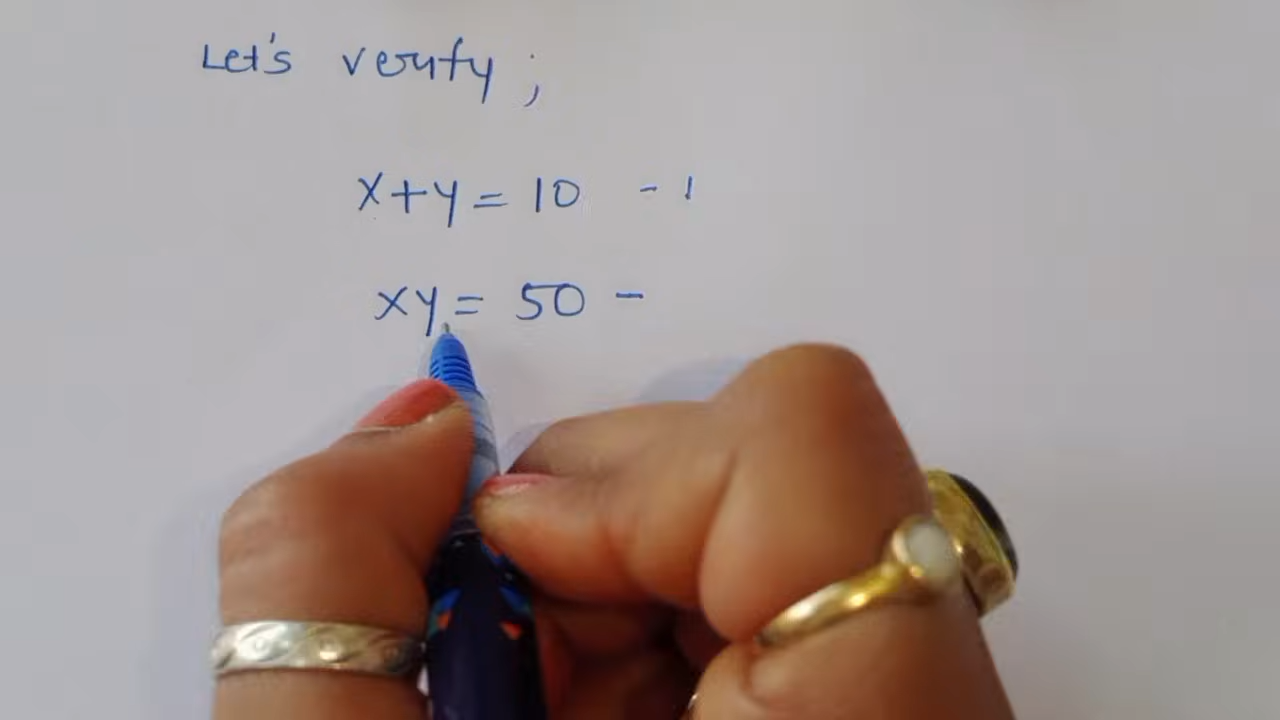 Let's verify ;
x+y = 10 - 1
xy = 50 -